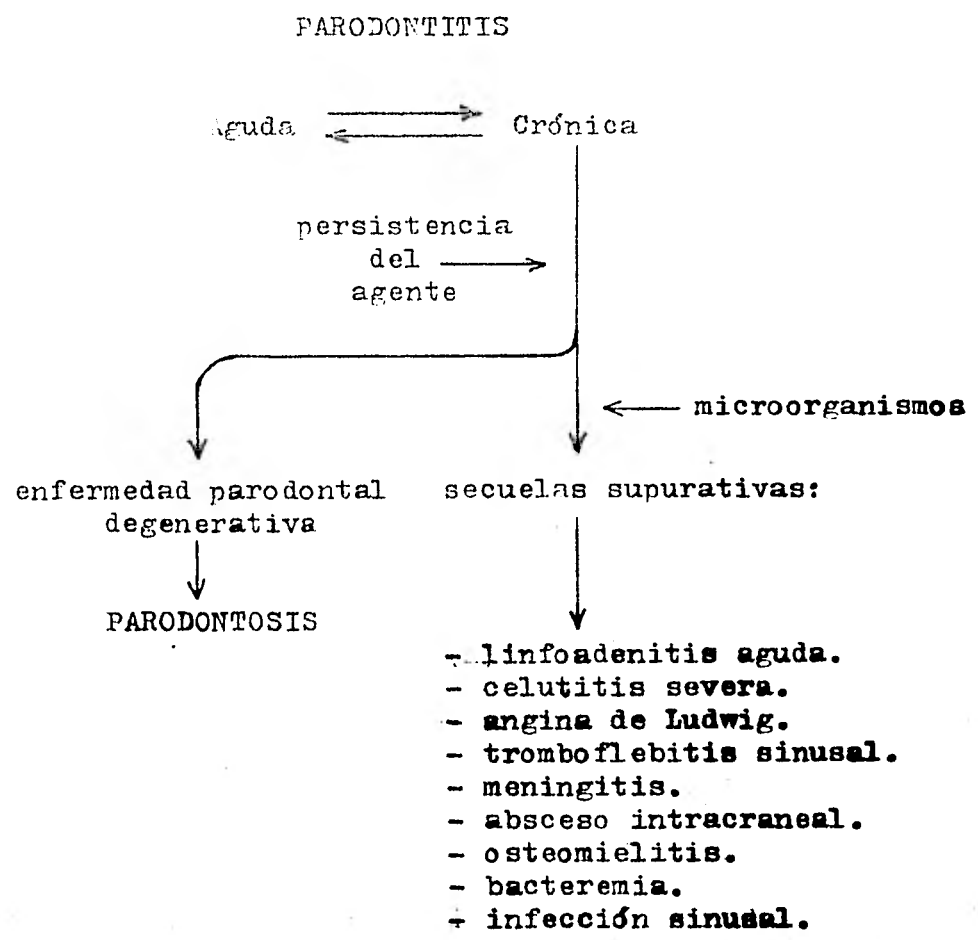 PARODONTITIS
Aguda Crónica
persistencia
del
agente
microorganismos
enfermedad parodontal
degenerativa
secuelas supurativas:
PARODONTOSIS
- linfoadenitis aguda.
- celutitis severa.
- angina de Ludwig.
- tromboflebitis sinusal.
- meningitis.
- absceso intracraneal.
- osteomielitis.
- bacteremia.
- infección sinusal.